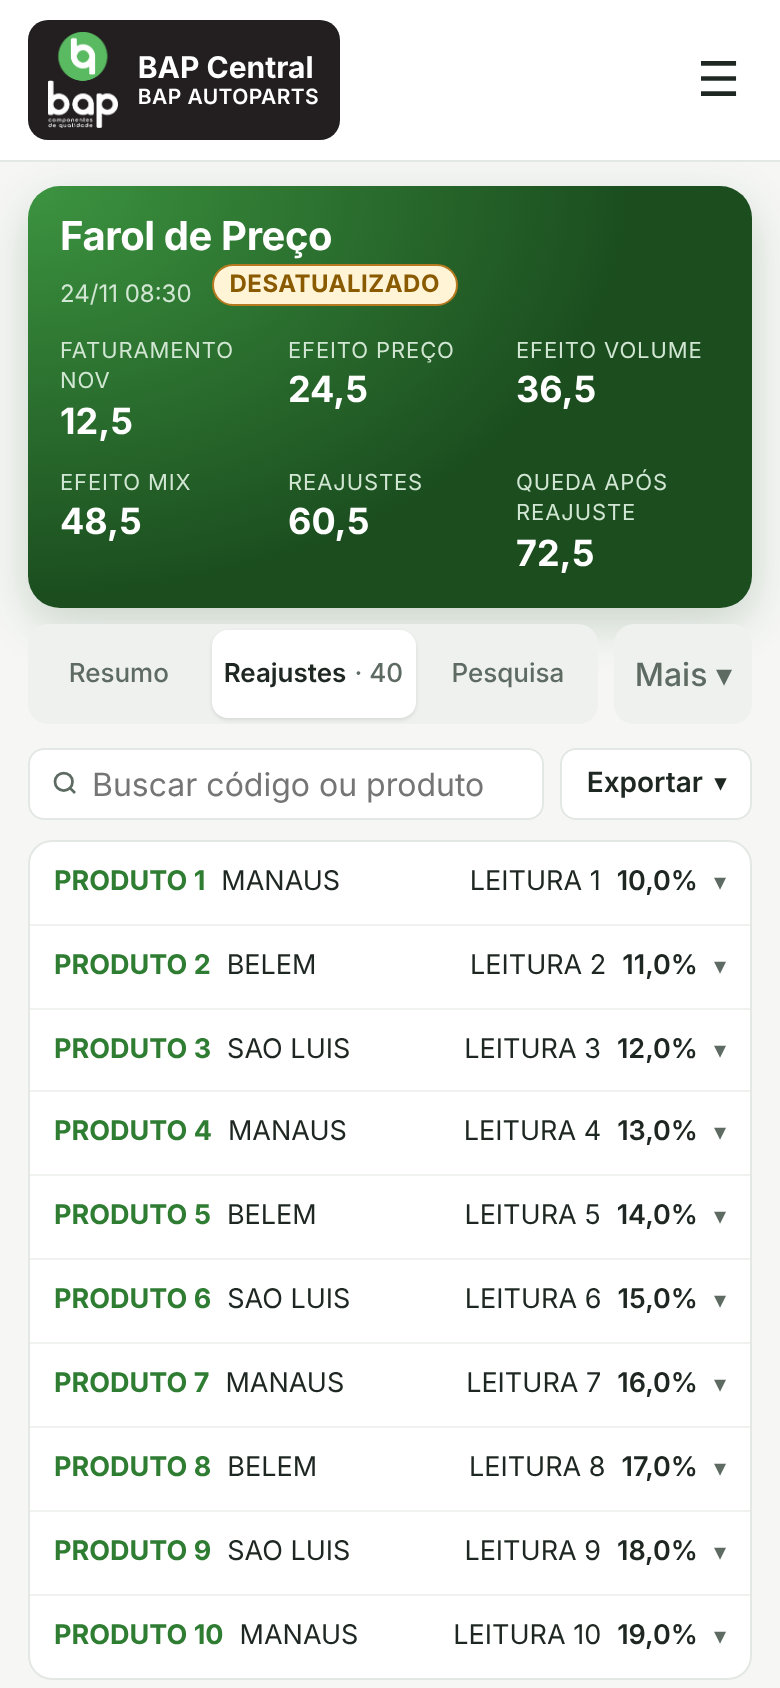 bap
componentes
de qualidade
BAP Central
BAP AUTOPARTS
☰
Farol de Preço
24/11 08:30 DESATUALIZADO
FATURAMENTO NOV
12,5
EFEITO PREÇO
24,5
EFEITO VOLUME
36,5
EFEITO MIX
48,5
REAJUSTES
60,5
QUEDA APÓS REAJUSTE
72,5
Resumo Reajustes · 40 Pesquisa Mais ▾
Buscar código ou produto Exportar ▾
PRODUTO 1 MANAUS LEITURA 1 10,0% ▾
PRODUTO 2 BELEM LEITURA 2 11,0% ▾
PRODUTO 3 SAO LUIS LEITURA 3 12,0% ▾
PRODUTO 4 MANAUS LEITURA 4 13,0% ▾
PRODUTO 5 BELEM LEITURA 5 14,0% ▾
PRODUTO 6 SAO LUIS LEITURA 6 15,0% ▾
PRODUTO 7 MANAUS LEITURA 7 16,0% ▾
PRODUTO 8 BELEM LEITURA 8 17,0% ▾
PRODUTO 9 SAO LUIS LEITURA 9 18,0% ▾
PRODUTO 10 MANAUS LEITURA 10 19,0% ▾